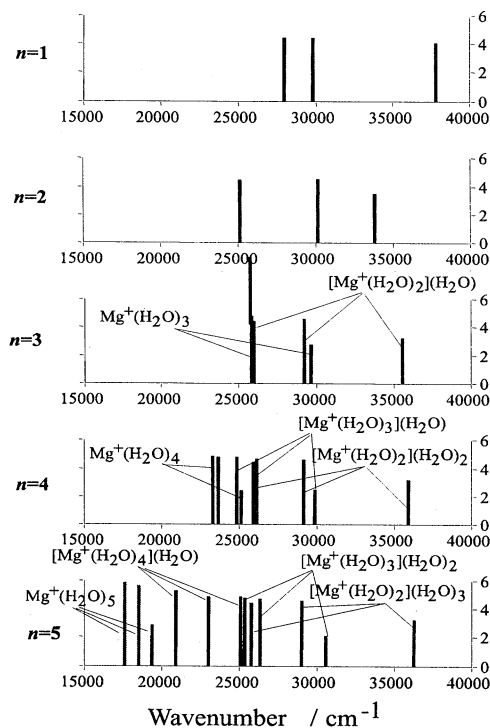 n=1
6
4
2
0
15000 20000 25000 30000 35000 40000
n=2
6
4
2
0
15000 20000 25000 30000 35000 40000
[Mg+(H2O)2](H2O)
Mg+(H2O)3
n=3
6
4
2
0
15000 20000 25000 30000 35000 40000
[Mg+(H2O)3](H2O)
Mg+(H2O)4
[Mg+(H2O)2](H2O)2
n=4
6
4
2
0
15000 20000 25000 30000 35000 40000
[Mg+(H2O)4](H2O)
[Mg+(H2O)3](H2O)2
Mg+(H2O)5
[Mg+(H2O)2](H2O)3
n=5
6
4
2
0
15000 20000 25000 30000 35000 40000
Wavenumber / cm-1